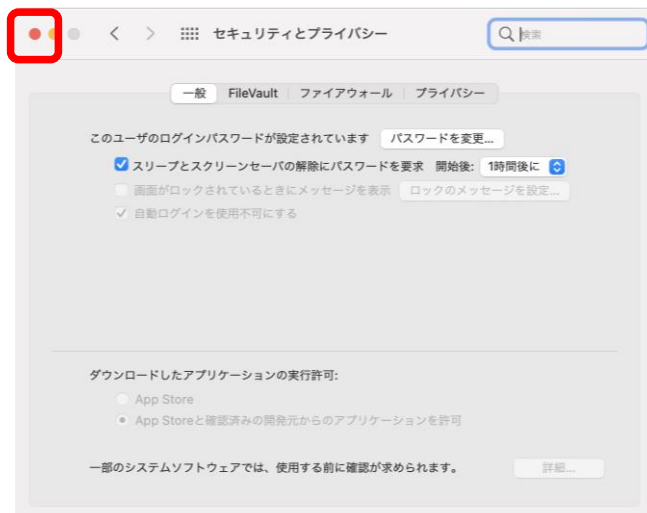 セキュリティとプライバシー
検索
一般 FileVault ファイアウォール プライバシー
このユーザのログインパスワードが設定されています パスワードを変更...
スリープとスクリーンセーバの解除にパスワードを要求 開始後: 1時間後に
画面がロックされているときにメッセージを表示 ロックのメッセージを設定...
自動ログインを使用不可にする
ダウンロードしたアプリケーションの実行許可:
App Store
App Storeと確認済みの開発元からのアプリケーションを許可
一部のシステムソフトウェアでは、使用する前に確認が求められます。 詳細...